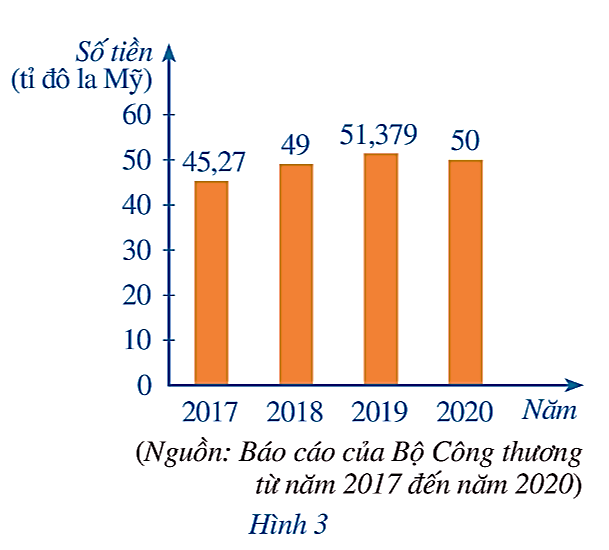 Số tiền
(tỉ đô la Mỹ)
60
50
40
30
20
10
0
45,27
49
51,379
50
2017 2018 2019 2020 Năm
(Nguồn: Báo cáo của Bộ Công thương
từ năm 2017 đến năm 2020)
Hình 3